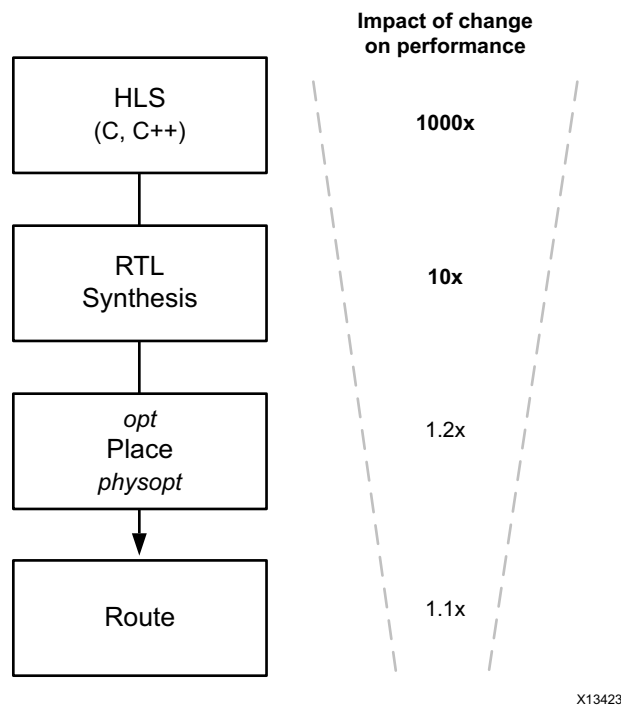 Impact of change
on performance
HLS
(C, C++)
1000x
RTL
Synthesis
10x
opt
Place
physopt
1.2x
Route
1.1x
X13423